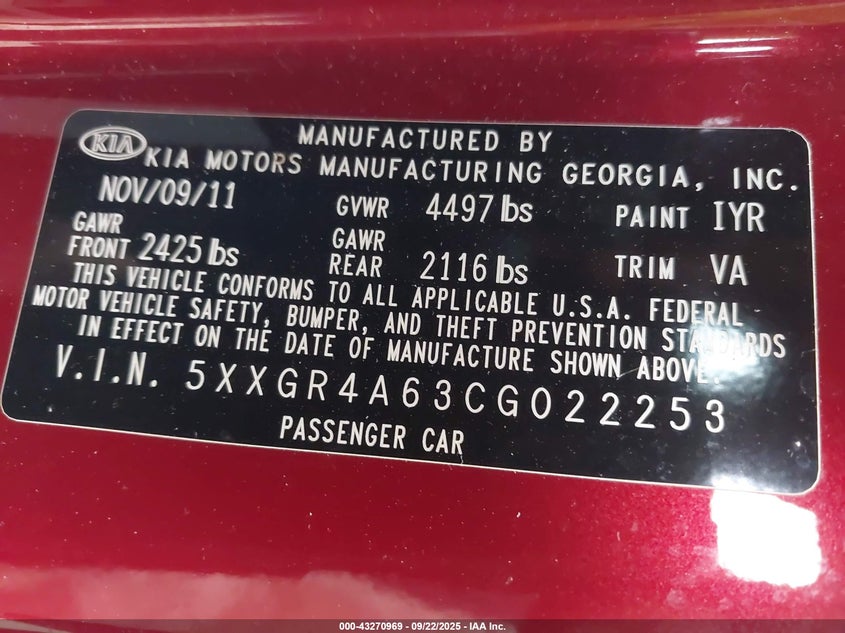 KIA
MANUFACTURED BY
KIA MOTORS MANUFACTURING GEORGIA, INC.
NOV/09/11 GVWR 4497 lbs PAINT IYR
GAWR FRONT 2425 lbs GAWR REAR 2116 lbs TRIM VA
THIS VEHICLE CONFORMS TO ALL APPLICABLE U.S.A. FEDERAL
MOTOR VEHICLE SAFETY, BUMPER, AND THEFT PREVENTION STANDARDS
IN EFFECT ON THE DATE OF MANUFACTURE SHOWN ABOVE.
V.I.N. 5XXGR4A63CG022253
PASSENGER CAR
000-43270969 | 09/22/2025 - IAA Inc.